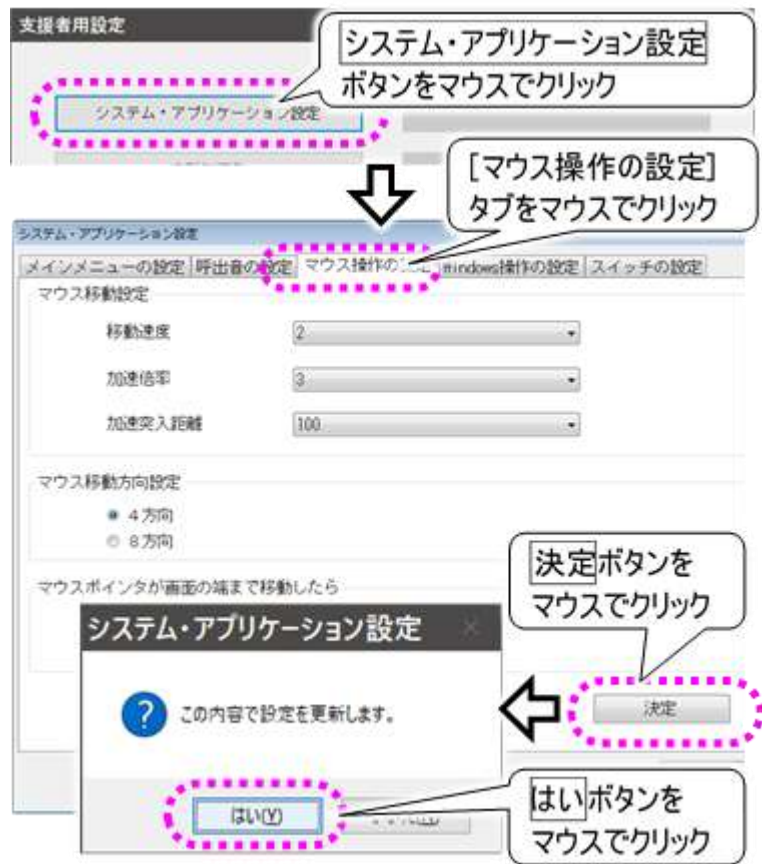 支援者用設定
システム・アプリケーション設定
ボタンをマウスでクリック
システム・アプリケーション設定
[マウス操作の設定]
タブをマウスでクリック
システム・アプリケーション設定
メインメニューの設定 呼出音の設定 マウス操作の indows操作の設定 スイッチの設定
マウス移動設定
移動速度 2
加速倍率 3
加速突入距離 100
マウス移動方向設定
4方向
8方向
決定ボタンを
マウスでクリック
マウスポインタが画面の端まで移動したら
システム・アプリケーション設定
この内容で設定を更新します。
決定
はい(Y)
はいボタンを
マウスでクリック